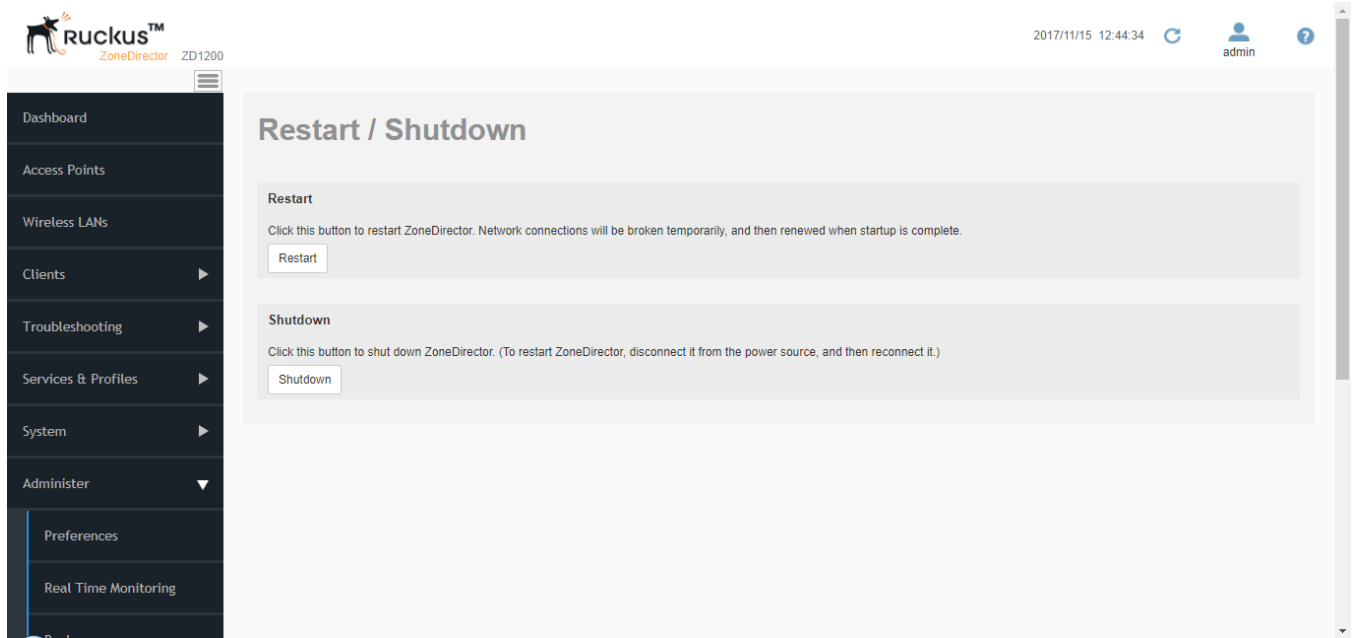 Ruckus™
ZoneDirector ZD1200
2017/11/15 12:44:34
admin
Dashboard
Access Points
Wireless LANs
Clients
Troubleshooting
Services & Profiles
System
Administer
Preferences
Real Time Monitoring
Restart / Shutdown
Restart
Click this button to restart ZoneDirector. Network connections will be broken temporarily, and then renewed when startup is complete.
Restart
Shutdown
Click this button to shut down ZoneDirector. (To restart ZoneDirector, disconnect it from the power source, and then reconnect it.)
Shutdown